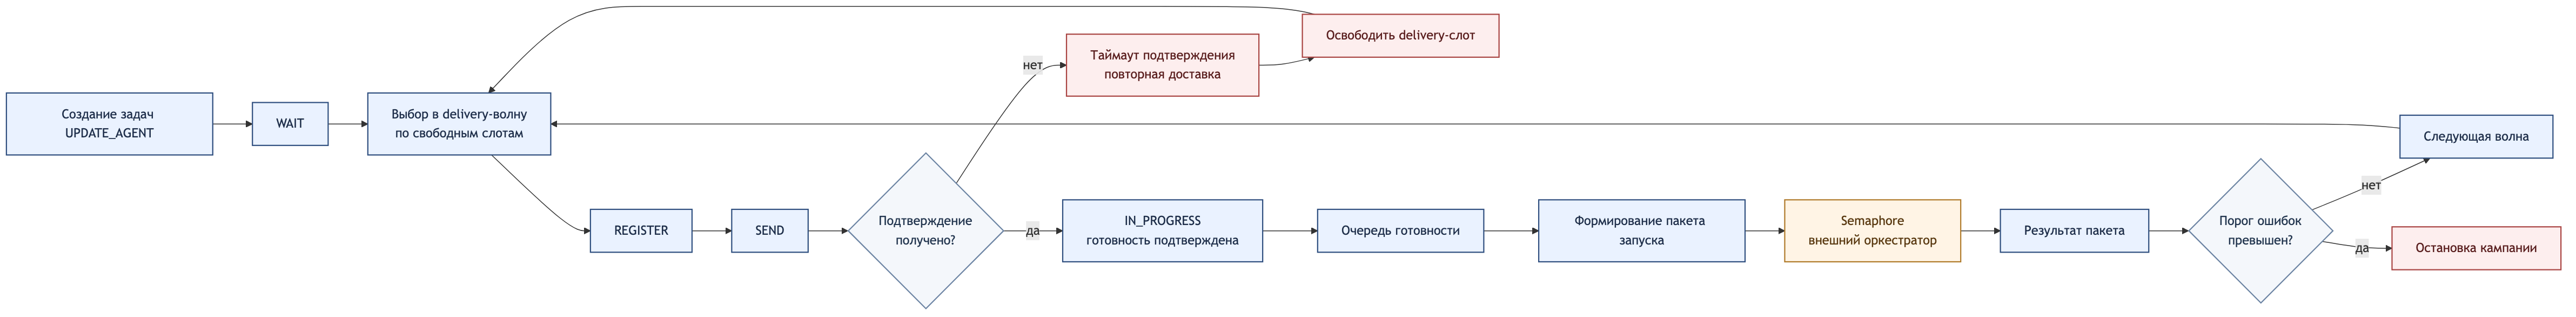 Создание задач
UPDATE_AGENT
WAIT
Выбор в delivery-волну
по свободным слотам
REGISTER
SEND
Подтверждение
получено?
нет
Таймаут подтверждения
повторная доставка
Освободить delivery-слот
да
IN_PROGRESS
готовность подтверждена
Очередь готовности
Формирование пакета
запуска
Semaphore
внешний оркестратор
Результат пакета
Порог ошибок
превышен?
нет
Следующая волна
да
Остановка кампании